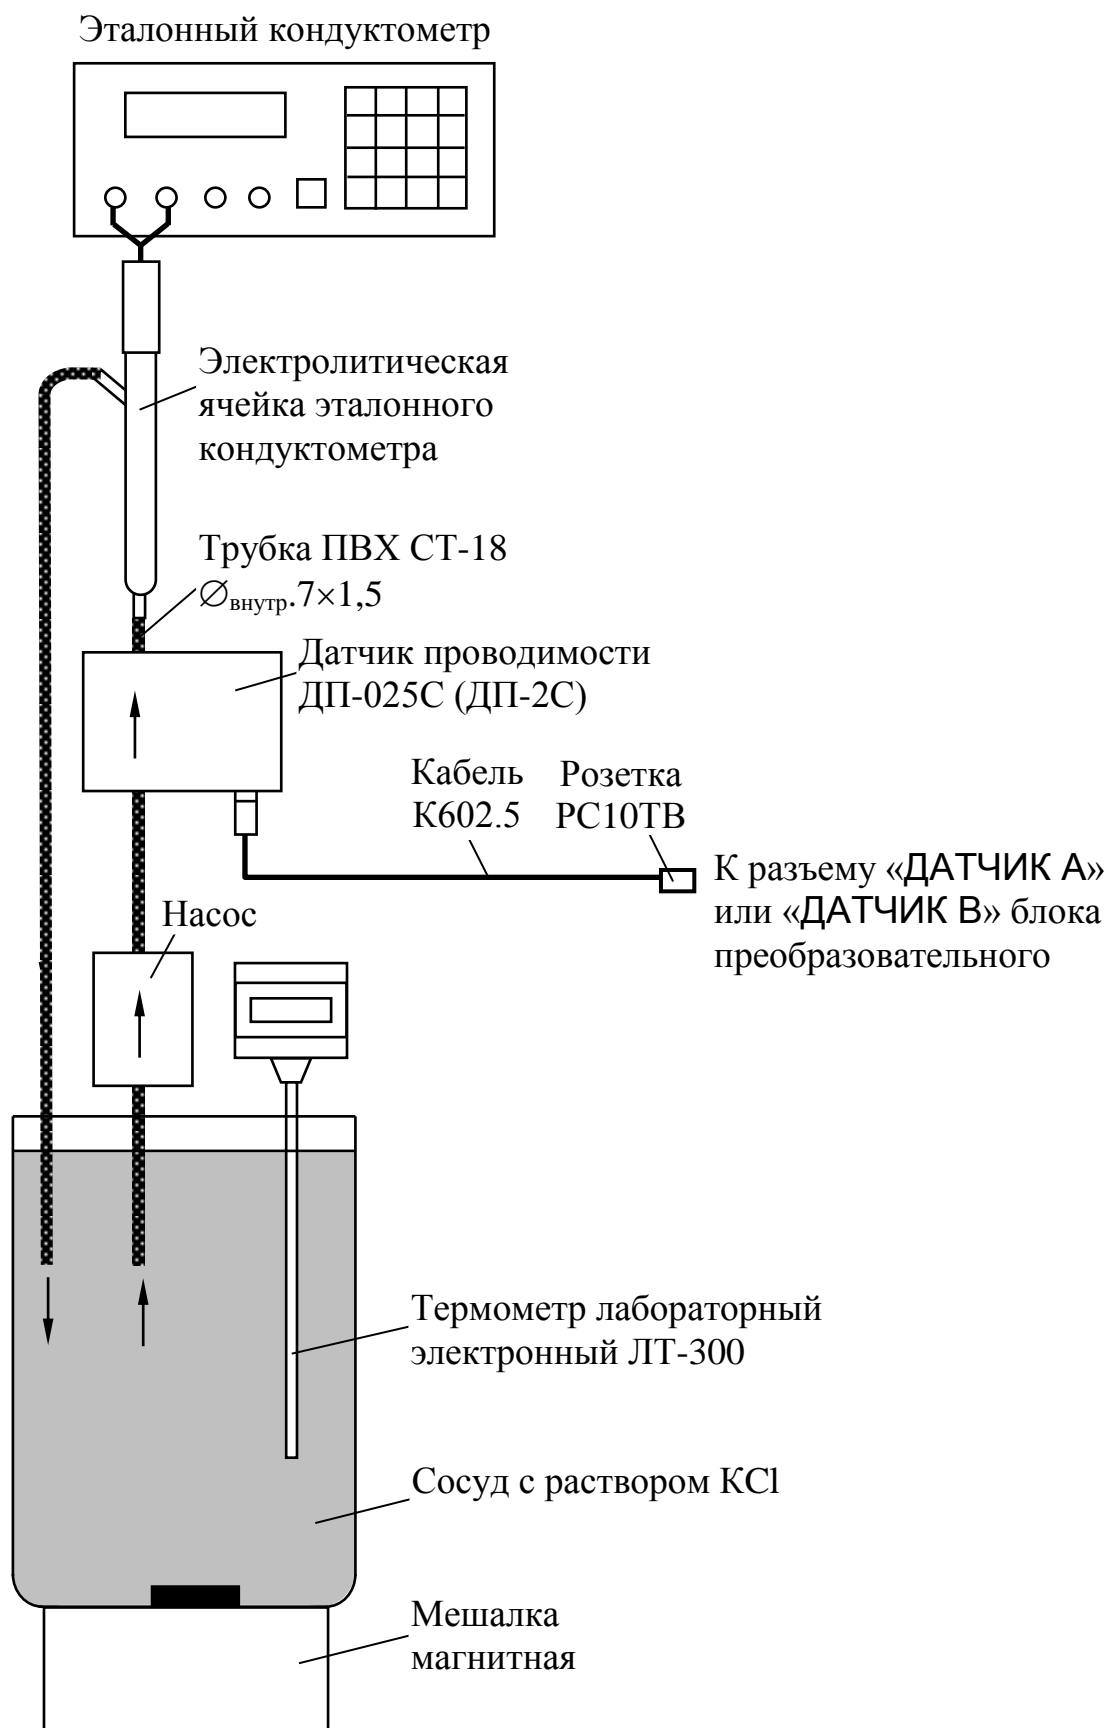 Эталонный кондуктометр
Электролитическая
ячейка эталонного
кондуктометра
Трубка ПВХ СТ-18
∅внутр.7×1,5
Датчик проводимости
ДП-025С (ДП-2С)
Кабель
К602.5
Розетка
РС10ТВ
К разъему «ДАТЧИК А»
или «ДАТЧИК В» блока
преобразовательного
Насос
Термометр лабораторный
электронный ЛТ-300
Сосуд с раствором KCl
Мешалка
магнитная